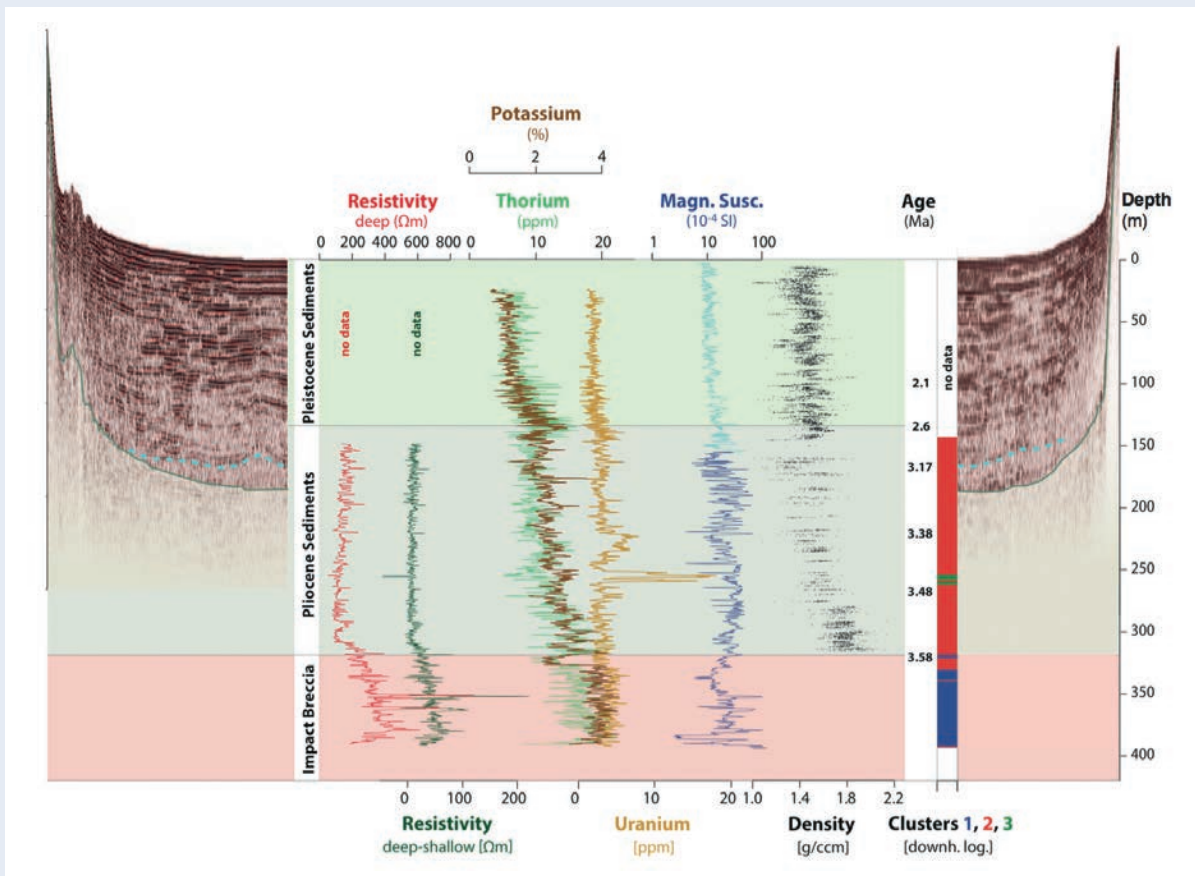 Potassium
(%)
0 2 4
Resistivity
deep (Ωm)
Thorium
(ppm)
Magn. Susc.
(10-4 SI)
Age
(Ma)
Depth
(m)
0 200 400 600 800
0 10 20
1 10 100
Pleistocene Sediments
Pliocene Sediments
Impact Breccia
no data
no data
no data
2.1
2.6
3.17
3.38
3.48
3.58
0
50
100
150
200
250
300
350
400
0 100 200
0 10 20
1.0 1.4 1.8 2.2
Resistivity
deep-shallow [Ωm]
Uranium
[ppm]
Density
[g/ccm]
Clusters 1, 2, 3
[downh. log.]